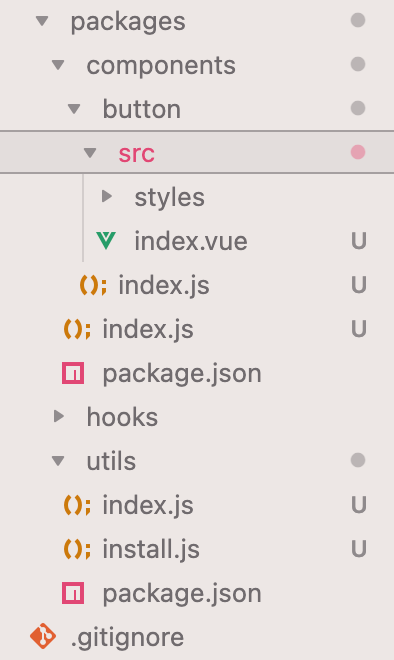 packages
components
button
src
styles
index.vue U
index.js U
index.js U
package.json
hooks
utils
index.js U
install.js U
package.json
.gitignore